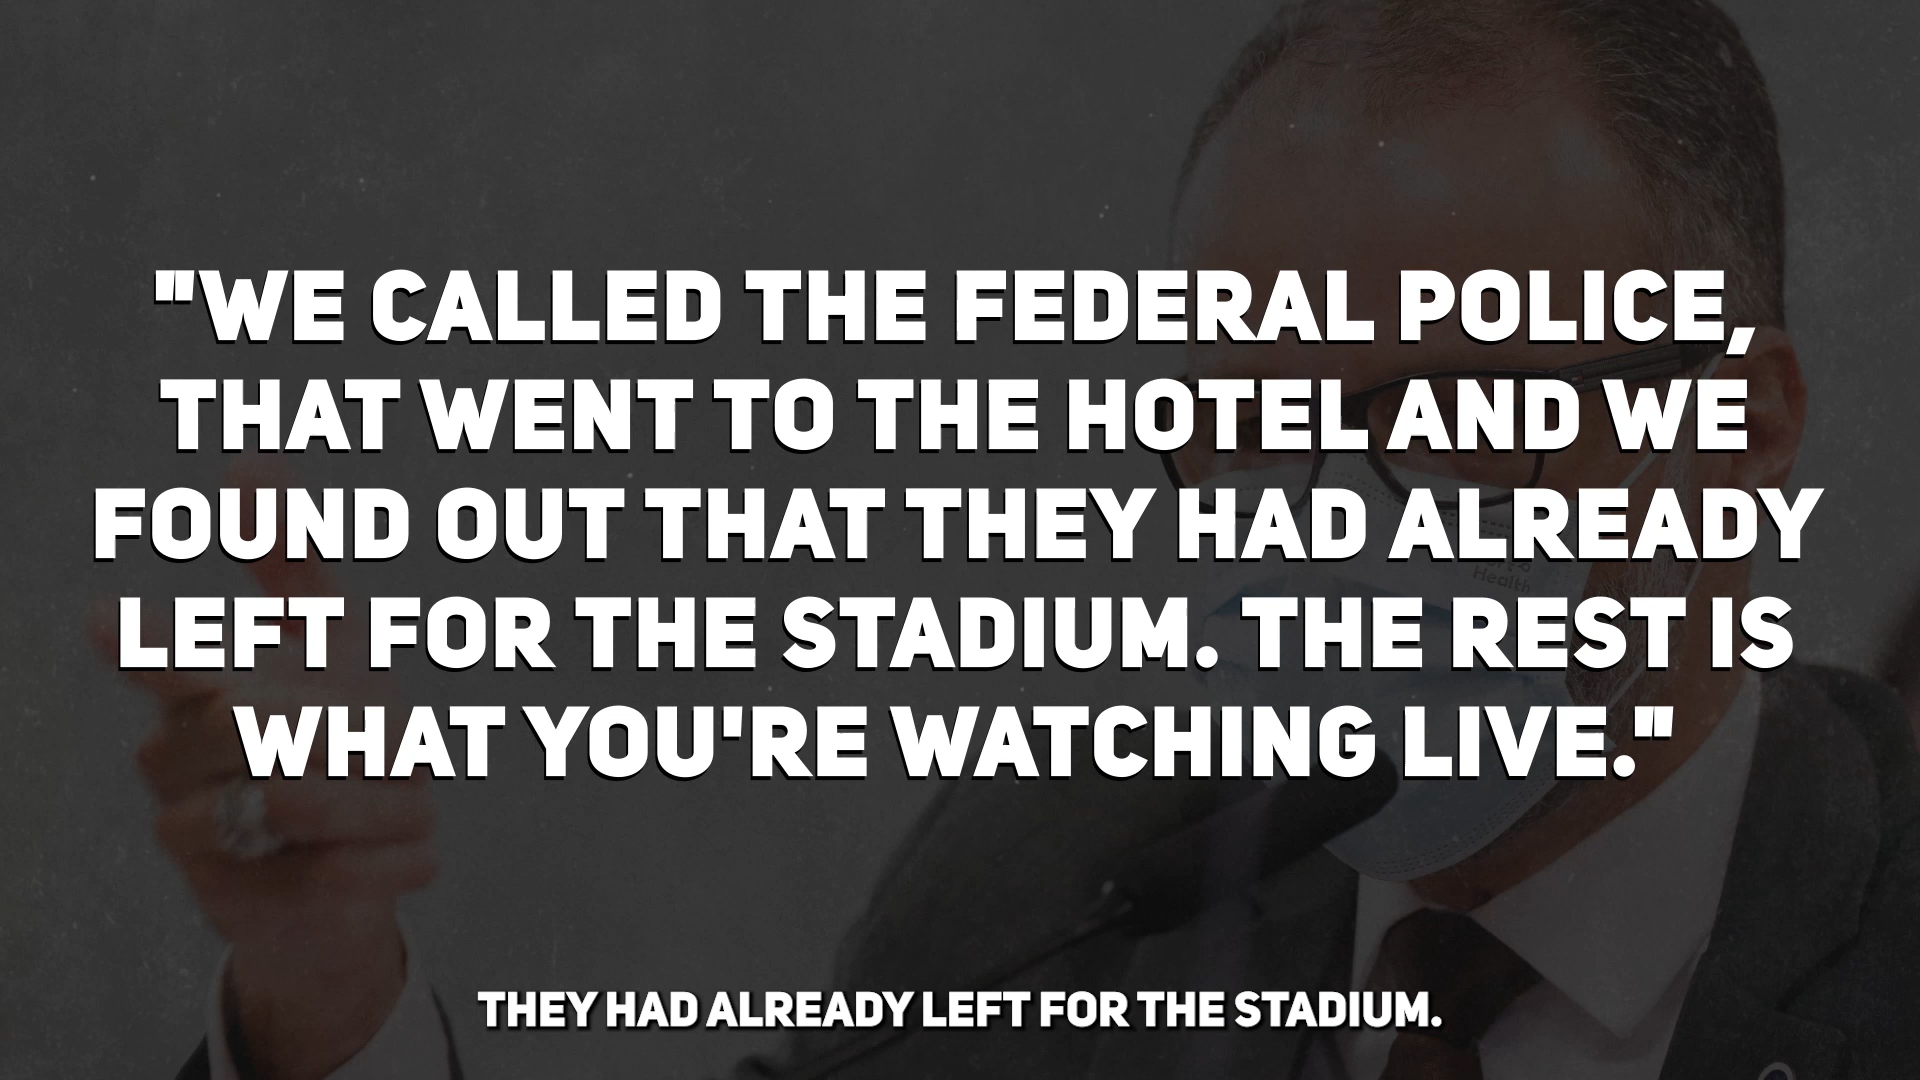 "WE CALLED THE FEDERAL POLICE,
THAT WENT TO THE HOTEL AND WE
FOUND OUT THAT THEY HAD ALREADY
LEFT FOR THE STADIUM. THE REST IS
WHAT YOU'RE WATCHING LIVE."
Health
THEY HAD ALREADY LEFT FOR THE STADIUM.